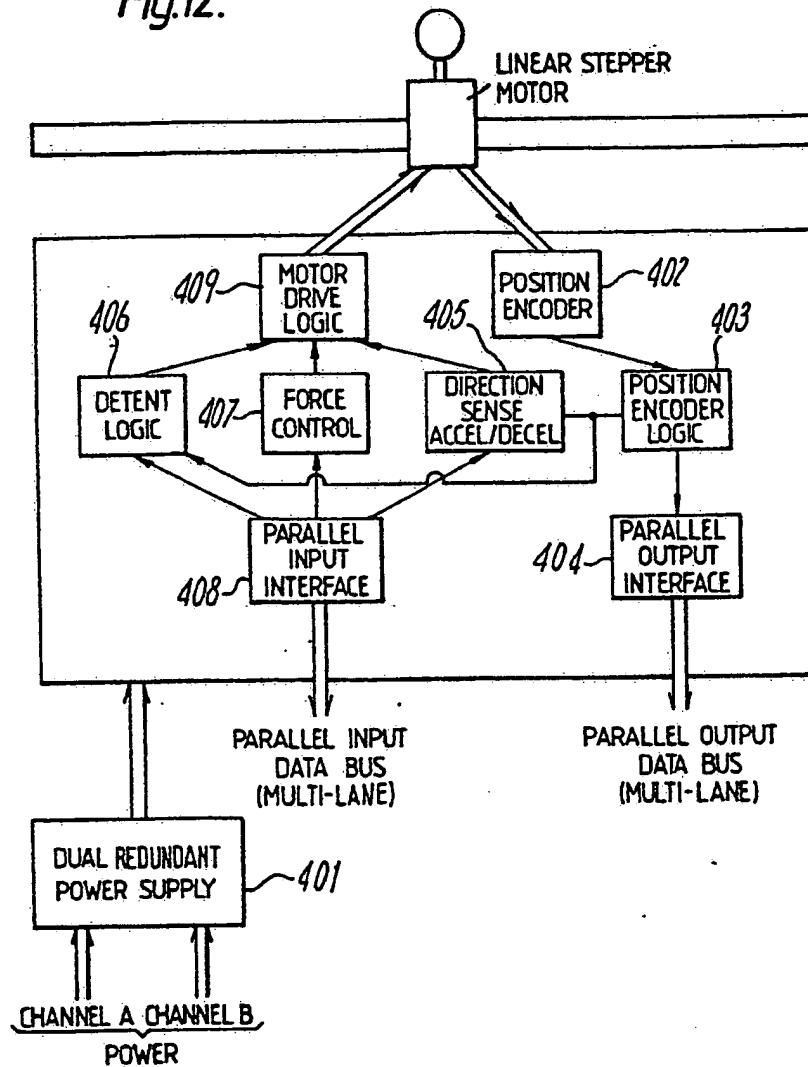 Fig.12.
LINEAR STEPPER
MOTOR
409
MOTOR
DRIVE
LOGIC
POSITION
ENCODER
402
406
405
403
DETENT
LOGIC
407
FORCE
CONTROL
DIRECTION
SENSE
ACCEL/DECEL
POSITION
ENCODER
LOGIC
408
PARALLEL
INPUT
INTERFACE
404
PARALLEL
OUTPUT
INTERFACE
PARALLEL INPUT
DATA BUS
(MULTI-LANE)
PARALLEL OUTPUT
DATA BUS
(MULTI-LANE)
DUAL REDUNDANT
POWER SUPPLY
401
CHANNEL A CHANNEL B
POWER